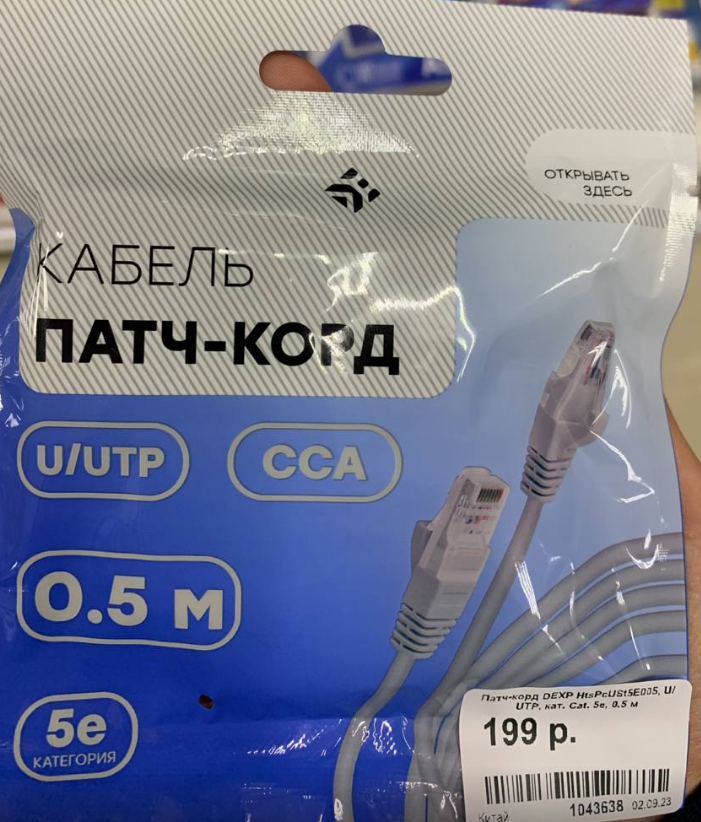 ОТКРЫВАТЬ
ЗДЕСЬ
КАБЕЛЬ
ПАТЧ-КОРД
U/UTP
CCA
0.5 м
5e
КАТЕГОРИЯ
Патч-корд DEXP HtsPcUSt5E005, U/
UTP, кат. Cat. 5e, 0.5 м
199 р.
Китай
1043638 02.09.23